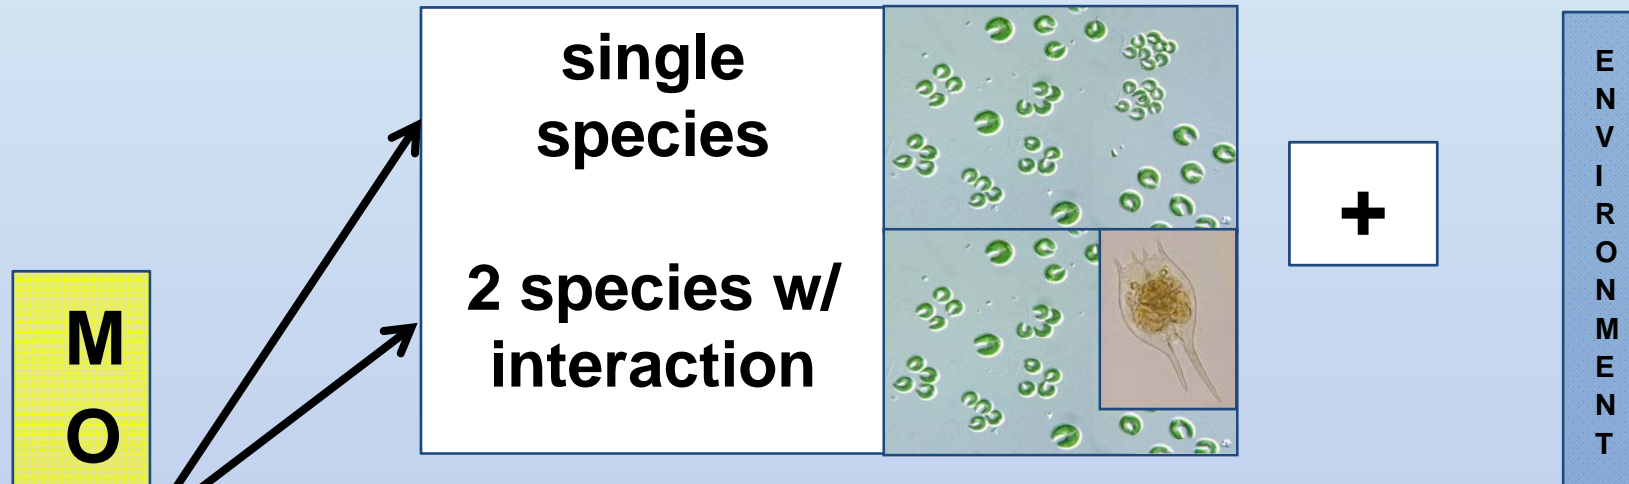 single
species
2 species w/
interaction
+
M
O
E
N
V
I
R
O
N
M
E
N
T